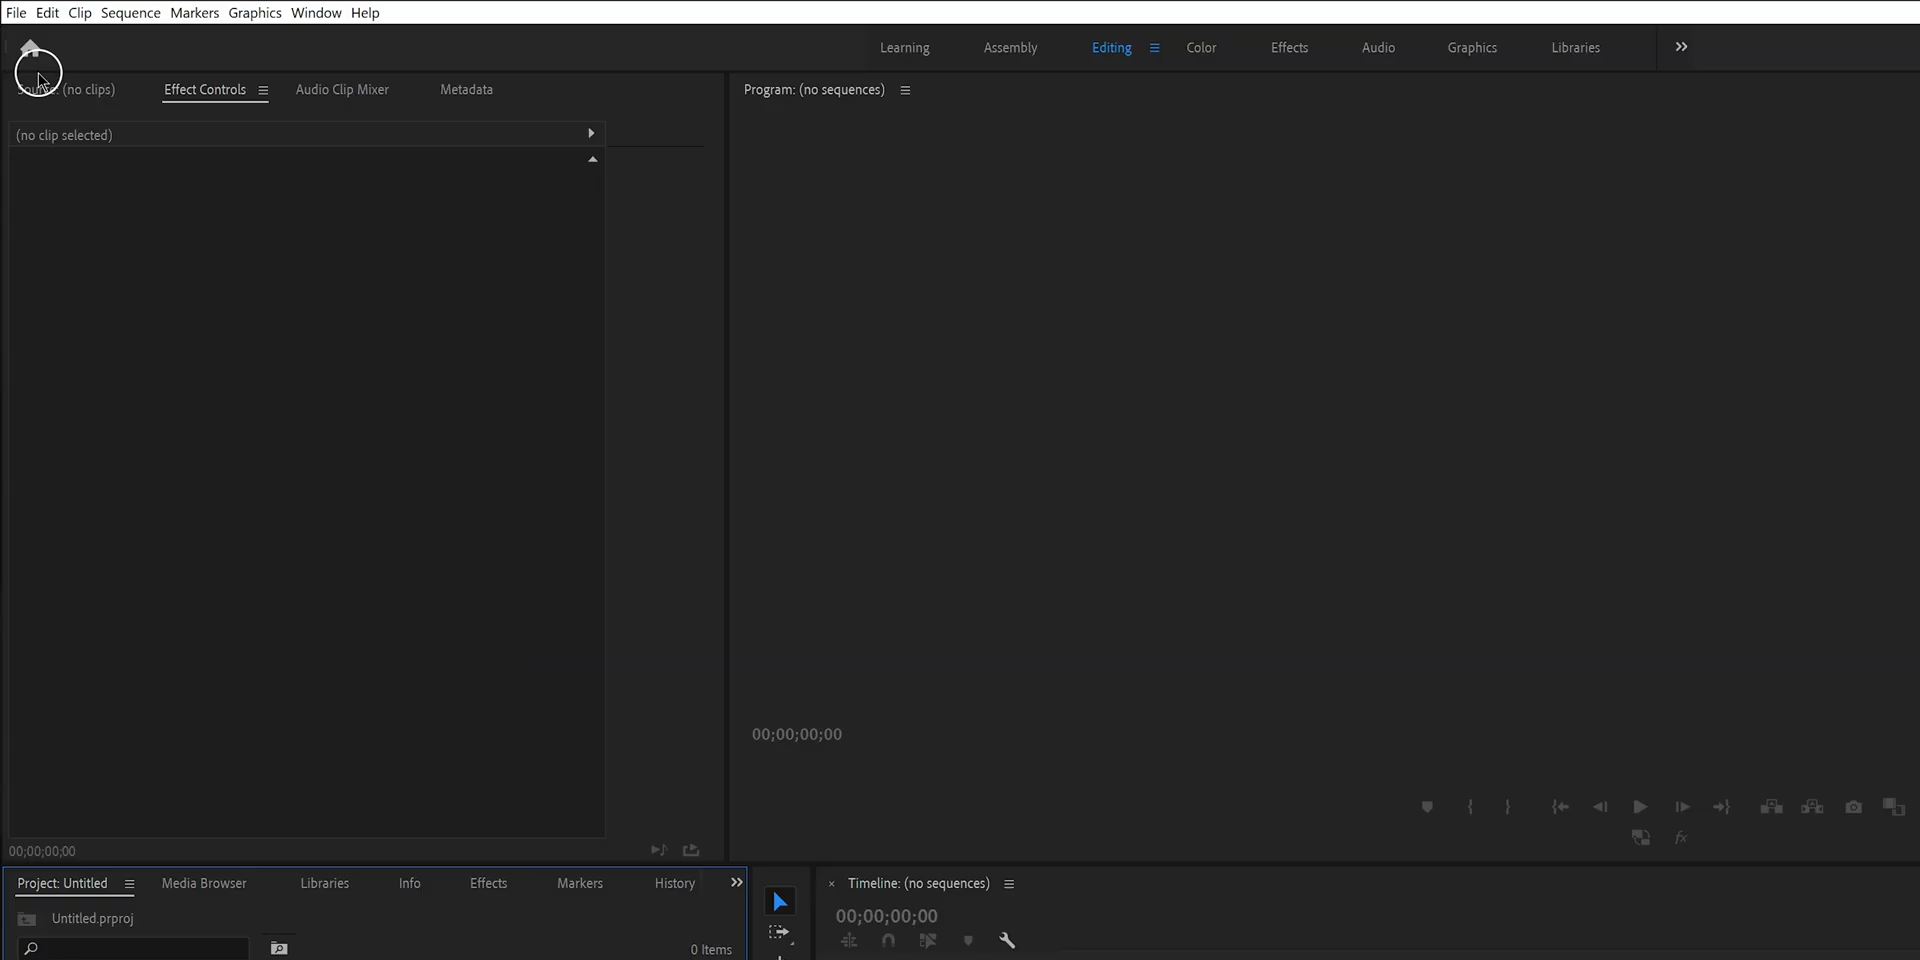 File Edit Clip Sequence Markers Graphics Window Help
Learning Assembly Editing Color Effects Audio Graphics Libraries
(no clips) Effect Controls Audio Clip Mixer Metadata
Program: (no sequences)
(no clip selected)
00;00;00;00
00;00;00;00
Project: Untitled Media Browser Libraries Info Effects Markers History
Timeline: (no sequences)
Untitled.prproj
00;00;00;00
0 Items
fx